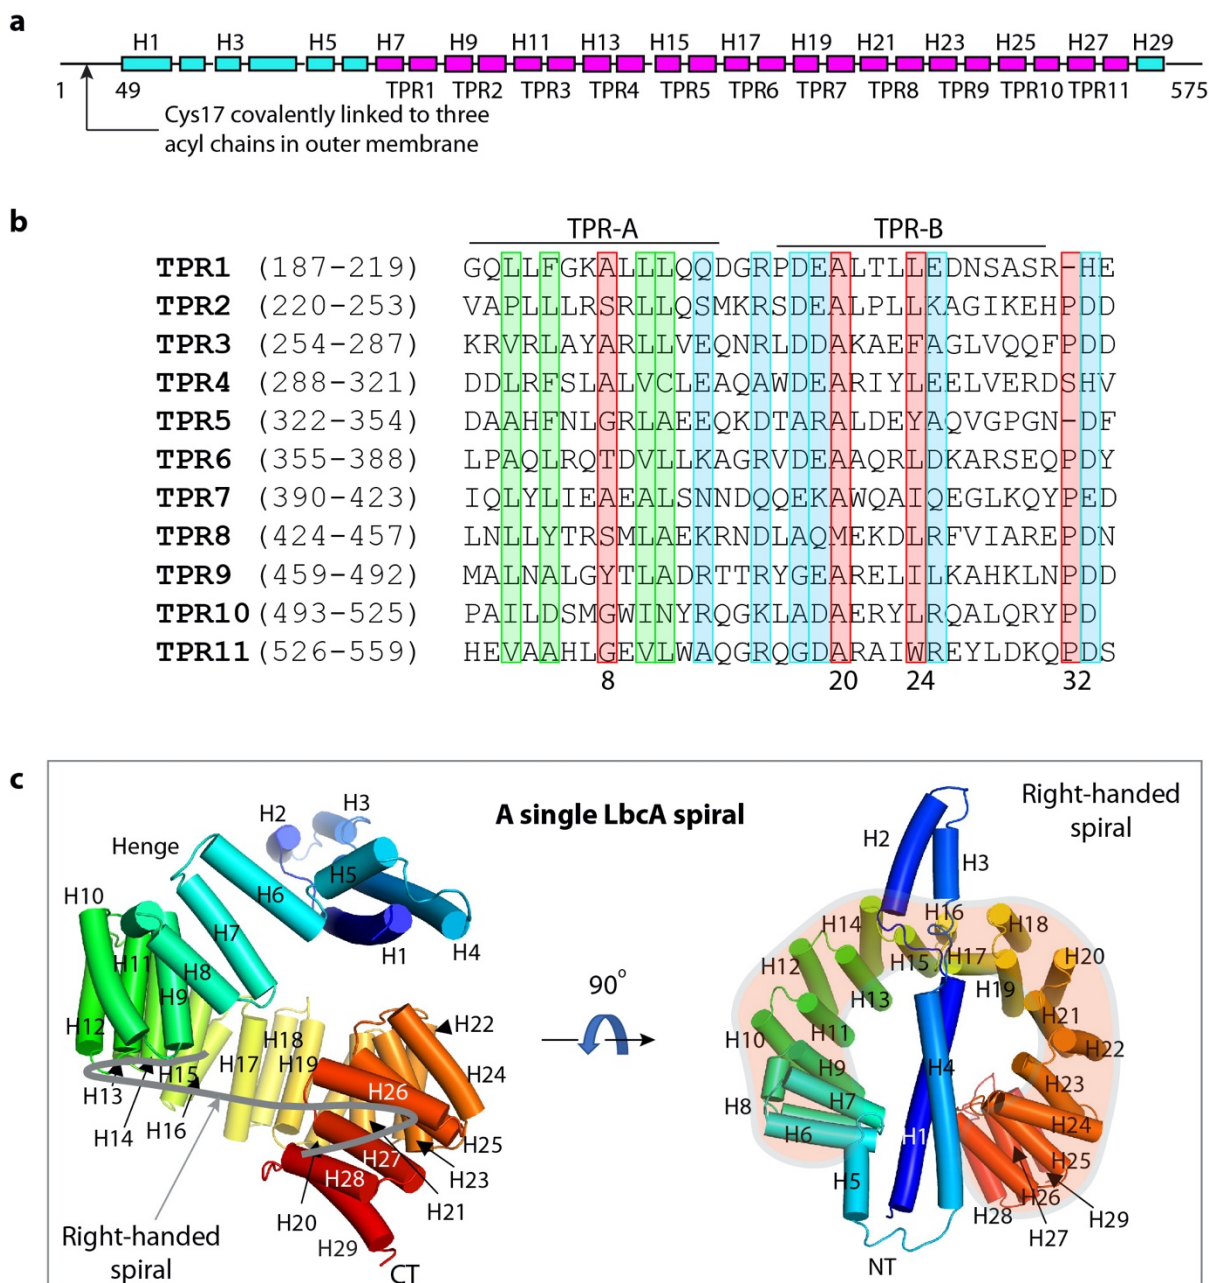 a
H1 H3 H5 H7 H9 H11 H13 H15 H17 H19 H21 H23 H25 H27 H29
1 49 TPR1 TPR2 TPR3 TPR4 TPR5 TPR6 TPR7 TPR8 TPR9 TPR10 TPR11 575
Cys17 covalently linked to three
acyl chains in outer membrane
b
TPR-A TPR-B
TPR1 (187-219) GQLLFGKALLLQQDGRPDEALTLLEDNSASR-HE
TPR2 (220-253) VAPLLLRSRLLQSMKRSDEALPLLKAGIKEHPDD
TPR3 (254-287) KRVRLAYARLLVEQNRLDDAKAEFAGLVQQFPDD
TPR4 (288-321) DDLRFSLALVCLEAQAWDEARIYLEELVERDSHV
TPR5 (322-354) DAAHFNLGRLAEEQKDTARALDEYAQVGPGN-DF
TPR6 (355-388) LPAQLRQTDVLLKAGRVDEAAQRLDKARSEQPDY
TPR7 (390-423) IQLYLIEAEALSNNDQQEKAWQAIQEGLKQYPED
TPR8 (424-457) LNLLYTRSMLAEKRNDLAQMEKDLRFVIAREPDN
TPR9 (459-492) MALNALGYTLADRTTRYGEARELILKAHKLNPDD
TPR10 (493-525) PAILDSMGWINYRQGKLADAERYLRQALQRYPD
TPR11 (526-559) HEVAAHLGEVLWAQGRQGDARAIWREYLDKQPDS
8 20 24 32
c
A single LbcA spiral
Henge
H2
H3
H5
H6
H10
H7
H1
H4
H11
H8
H9
H12
H18
H17
H19
H22
H15
H13
H26
H24
H14
H16
H25
H27
H23
H28
H21
H20
H29
Right-handed
spiral
CT
90°
Right-handed
spiral
H2
H3
H16
H14
H18
H15
H17
H12
H20
H19
H13
H21
H11
H10
H22
H9
H4
H23
H7
H8
H24
H6
H1
H25
H5
H26
H28
H29
H27
NT